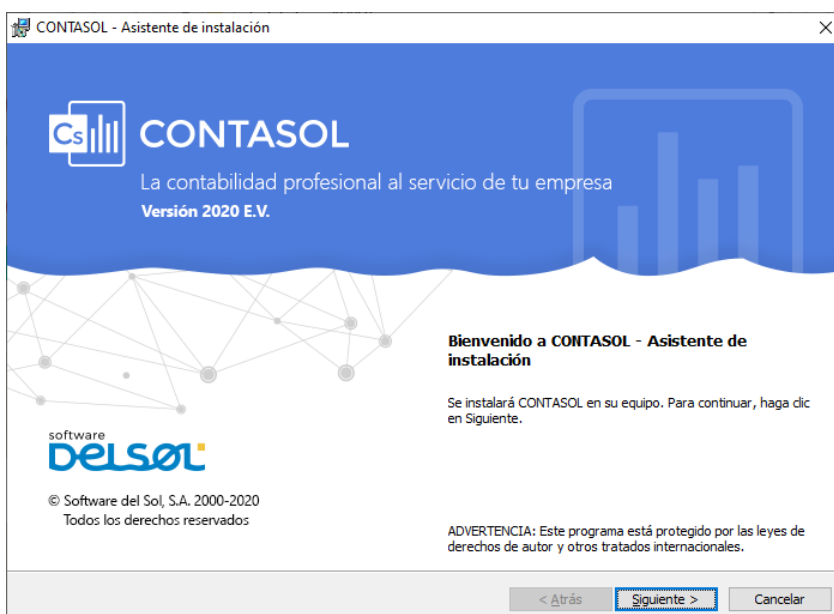 CONTASOL - Asistente de instalación
Cs
CONTASOL
La contabilidad profesional al servicio de tu empresa
Versión 2020 E.V.
Bienvenido a CONTASOL - Asistente de
instalación
Se instalará CONTASOL en su equipo. Para continuar, haga clic
en Siguiente.
software
DELSOL
© Software del Sol, S.A. 2000-2020
Todos los derechos reservados
ADVERTENCIA: Este programa está protegido por las leyes de
derechos de autor y otros tratados internacionales.
< Atrás
Siguiente >
Cancelar